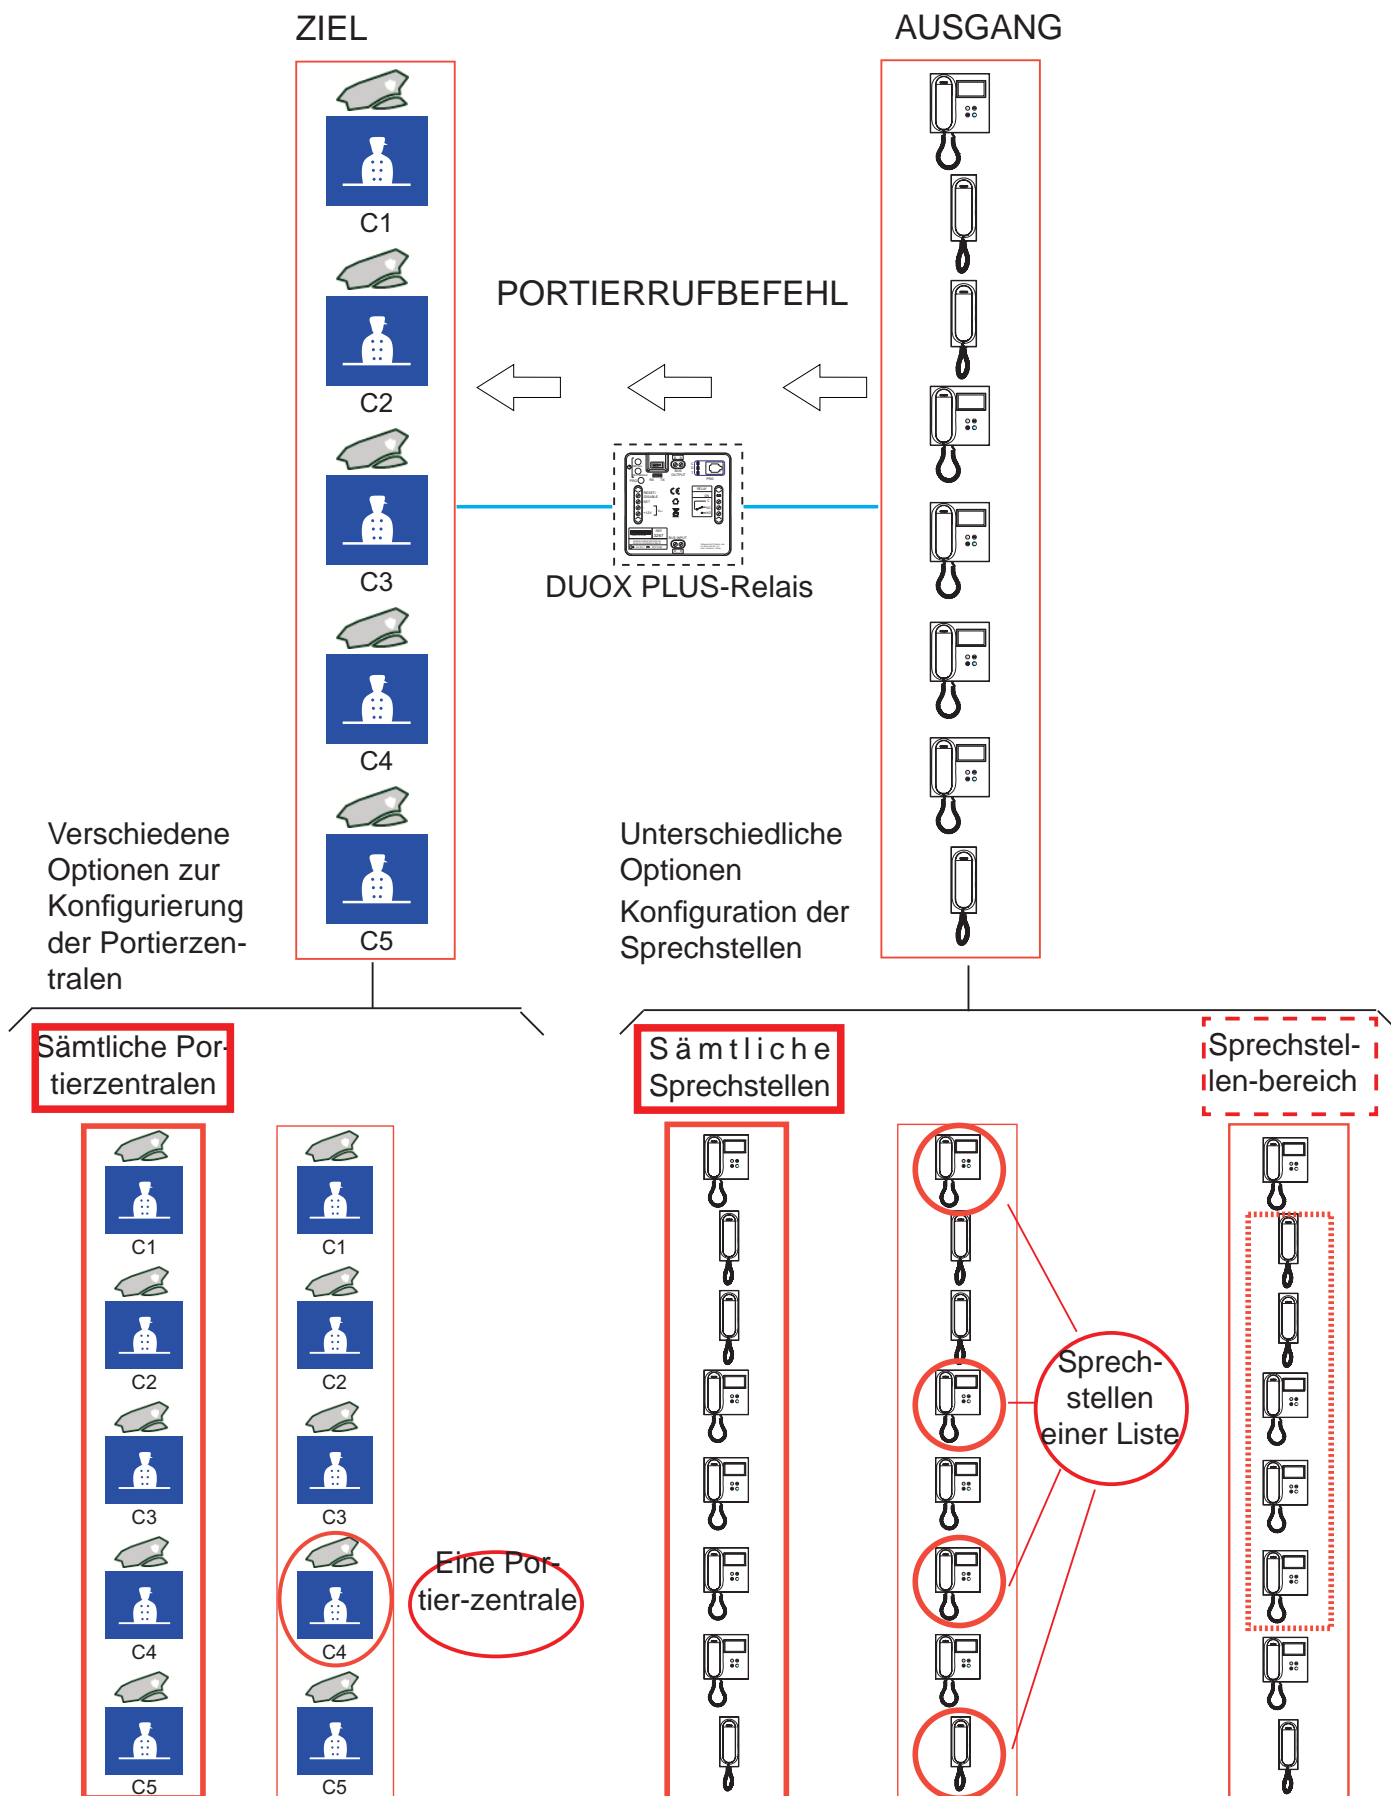 ZIEL
AUSGANG
C1
C2
C3
C4
C5
PORTIERRUFBEFEHL
DUOX PLUS-Relais
Verschiedene
Optionen zur
Konfigurierung
der Portierzen-
tralen
Unterschiedliche
Optionen
Konfiguration der
Sprechstellen
Sämtliche Por-
tierzentralen
Sämtliche
Sprechstellen
Sprechstel-
len-bereich
C1
C2
C3
C4
C5
C1
C2
C3
C4
C5
Eine Por-
tier-zentrale
Sprech-
stellen
einer Liste